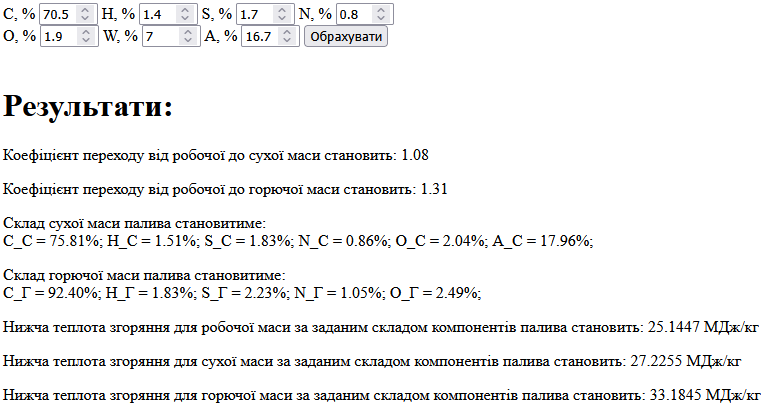 C, % 70.5 H, % 1.4 S, % 1.7 N, % 0.8
O, % 1.9 W, % 7 A, % 16.7 Обрахувати
Результати:
Коефіцієнт переходу від робочої до сухої маси становить: 1.08
Коефіцієнт переходу від робочої до горючої маси становить: 1.31
Склад сухої маси палива становитиме:
C_C = 75.81%; H_C = 1.51%; S_C = 1.83%; N_C = 0.86%; O_C = 2.04%; A_C = 17.96%;
Склад горючої маси палива становитиме:
C_Г = 92.40%; H_Г = 1.83%; S_Г = 2.23%; N_Г = 1.05%; O_Г = 2.49%;
Нижча теплота згоряння для робочої маси за заданим складом компонентів палива становить: 25.1447 МДж/кг
Нижча теплота згоряння для сухої маси за заданим складом компонентів палива становить: 27.2255 МДж/кг
Нижча теплота згоряння для горючої маси за заданим складом компонентів палива становить: 33.1845 МДж/кг